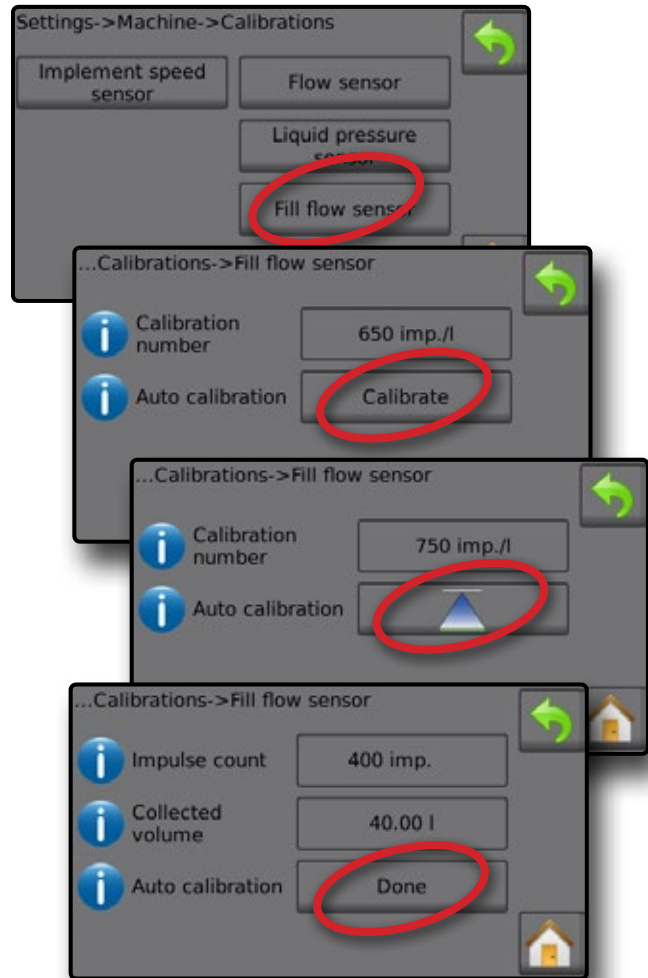 Settings->Machine->Calibrations
Implement speed
sensor
Flow sensor
Liquid pressure
sensor
Fill flow sensor
...Calibrations->Fill flow sensor
Calibration
number
650 imp./l
Auto calibration
Calibrate
...Calibrations->Fill flow sensor
Calibration
number
750 imp./l
Auto calibration
...Calibrations->Fill flow sensor
Impulse count
400 imp.
Collected
volume
40.00 l
Auto calibration
Done